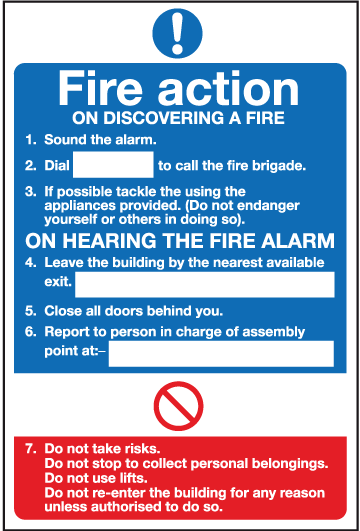 Fire action
ON DISCOVERING A FIRE
1. Sound the alarm.
2. Dial to call the fire brigade.
3. If possible tackle the using the
appliances provided. (Do not endanger
yourself or others in doing so).
ON HEARING THE FIRE ALARM
4. Leave the building by the nearest available
exit.
5. Close all doors behind you.
6. Report to person in charge of assembly
point at:–
7. Do not take risks.
Do not stop to collect personal belongings.
Do not use lifts.
Do not re-enter the building for any reason
unless authorised to do so.